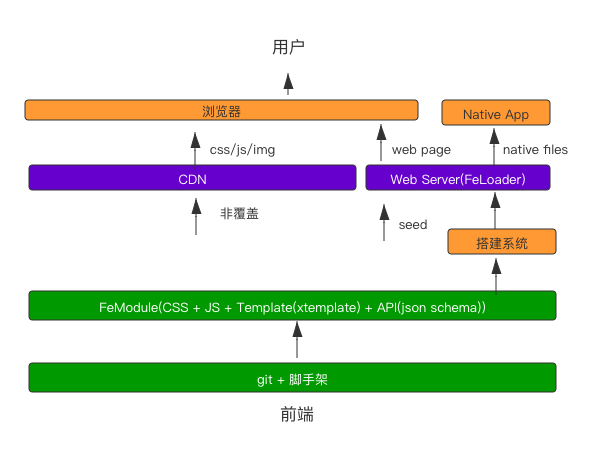 用户
浏览器
Native App
css/js/img
web page
native files
CDN
Web Server(FeLoader)
非覆盖
seed
搭建系统
FeModule(CSS + JS + Template(xtemplate) + API(json schema))
git + 脚手架
前端